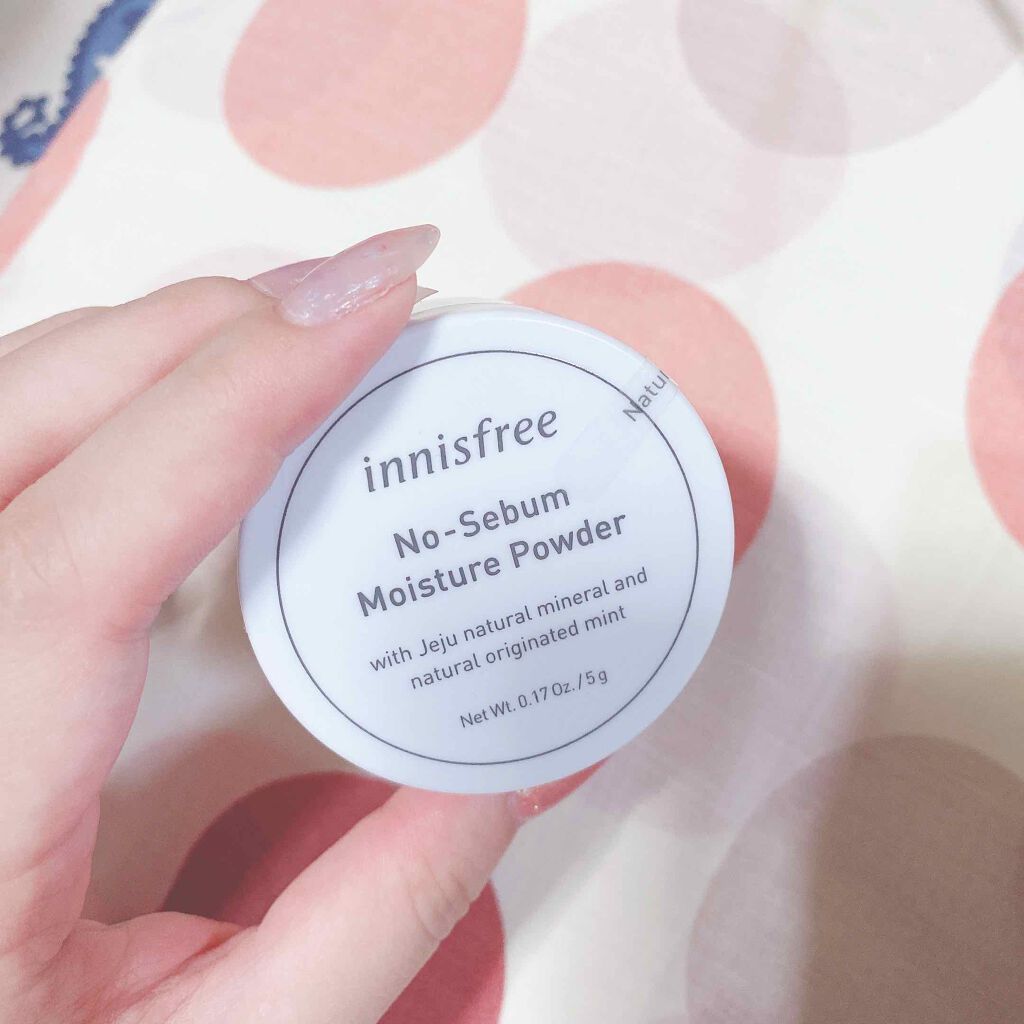 innisfree
No-Sebum
Moisture Powder
with Jeju natural mineral and
natural originated mint
Net Wt. 0.17 Oz. / 5 g